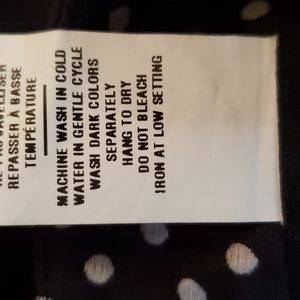 REPASSER À BASSE
TEMPÉRATURE
MACHINE WASH IN COLD
WATER IN GENTLE CYCLE
WASH DARK COLORS
SEPARATELY
HANG TO DRY
DO NOT BLEACH
IRON AT LOW SETTING